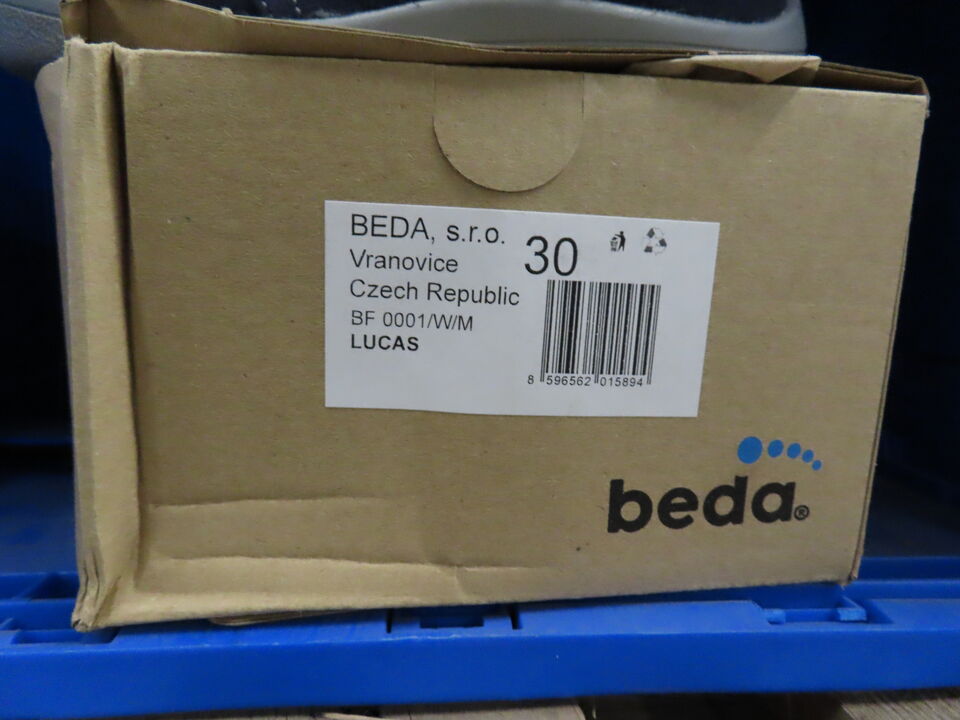 BEDA, s.r.o.
30
Vranovice
Czech Republic
BF 0001/W/M
LUCAS
8 596562 015894
beda®